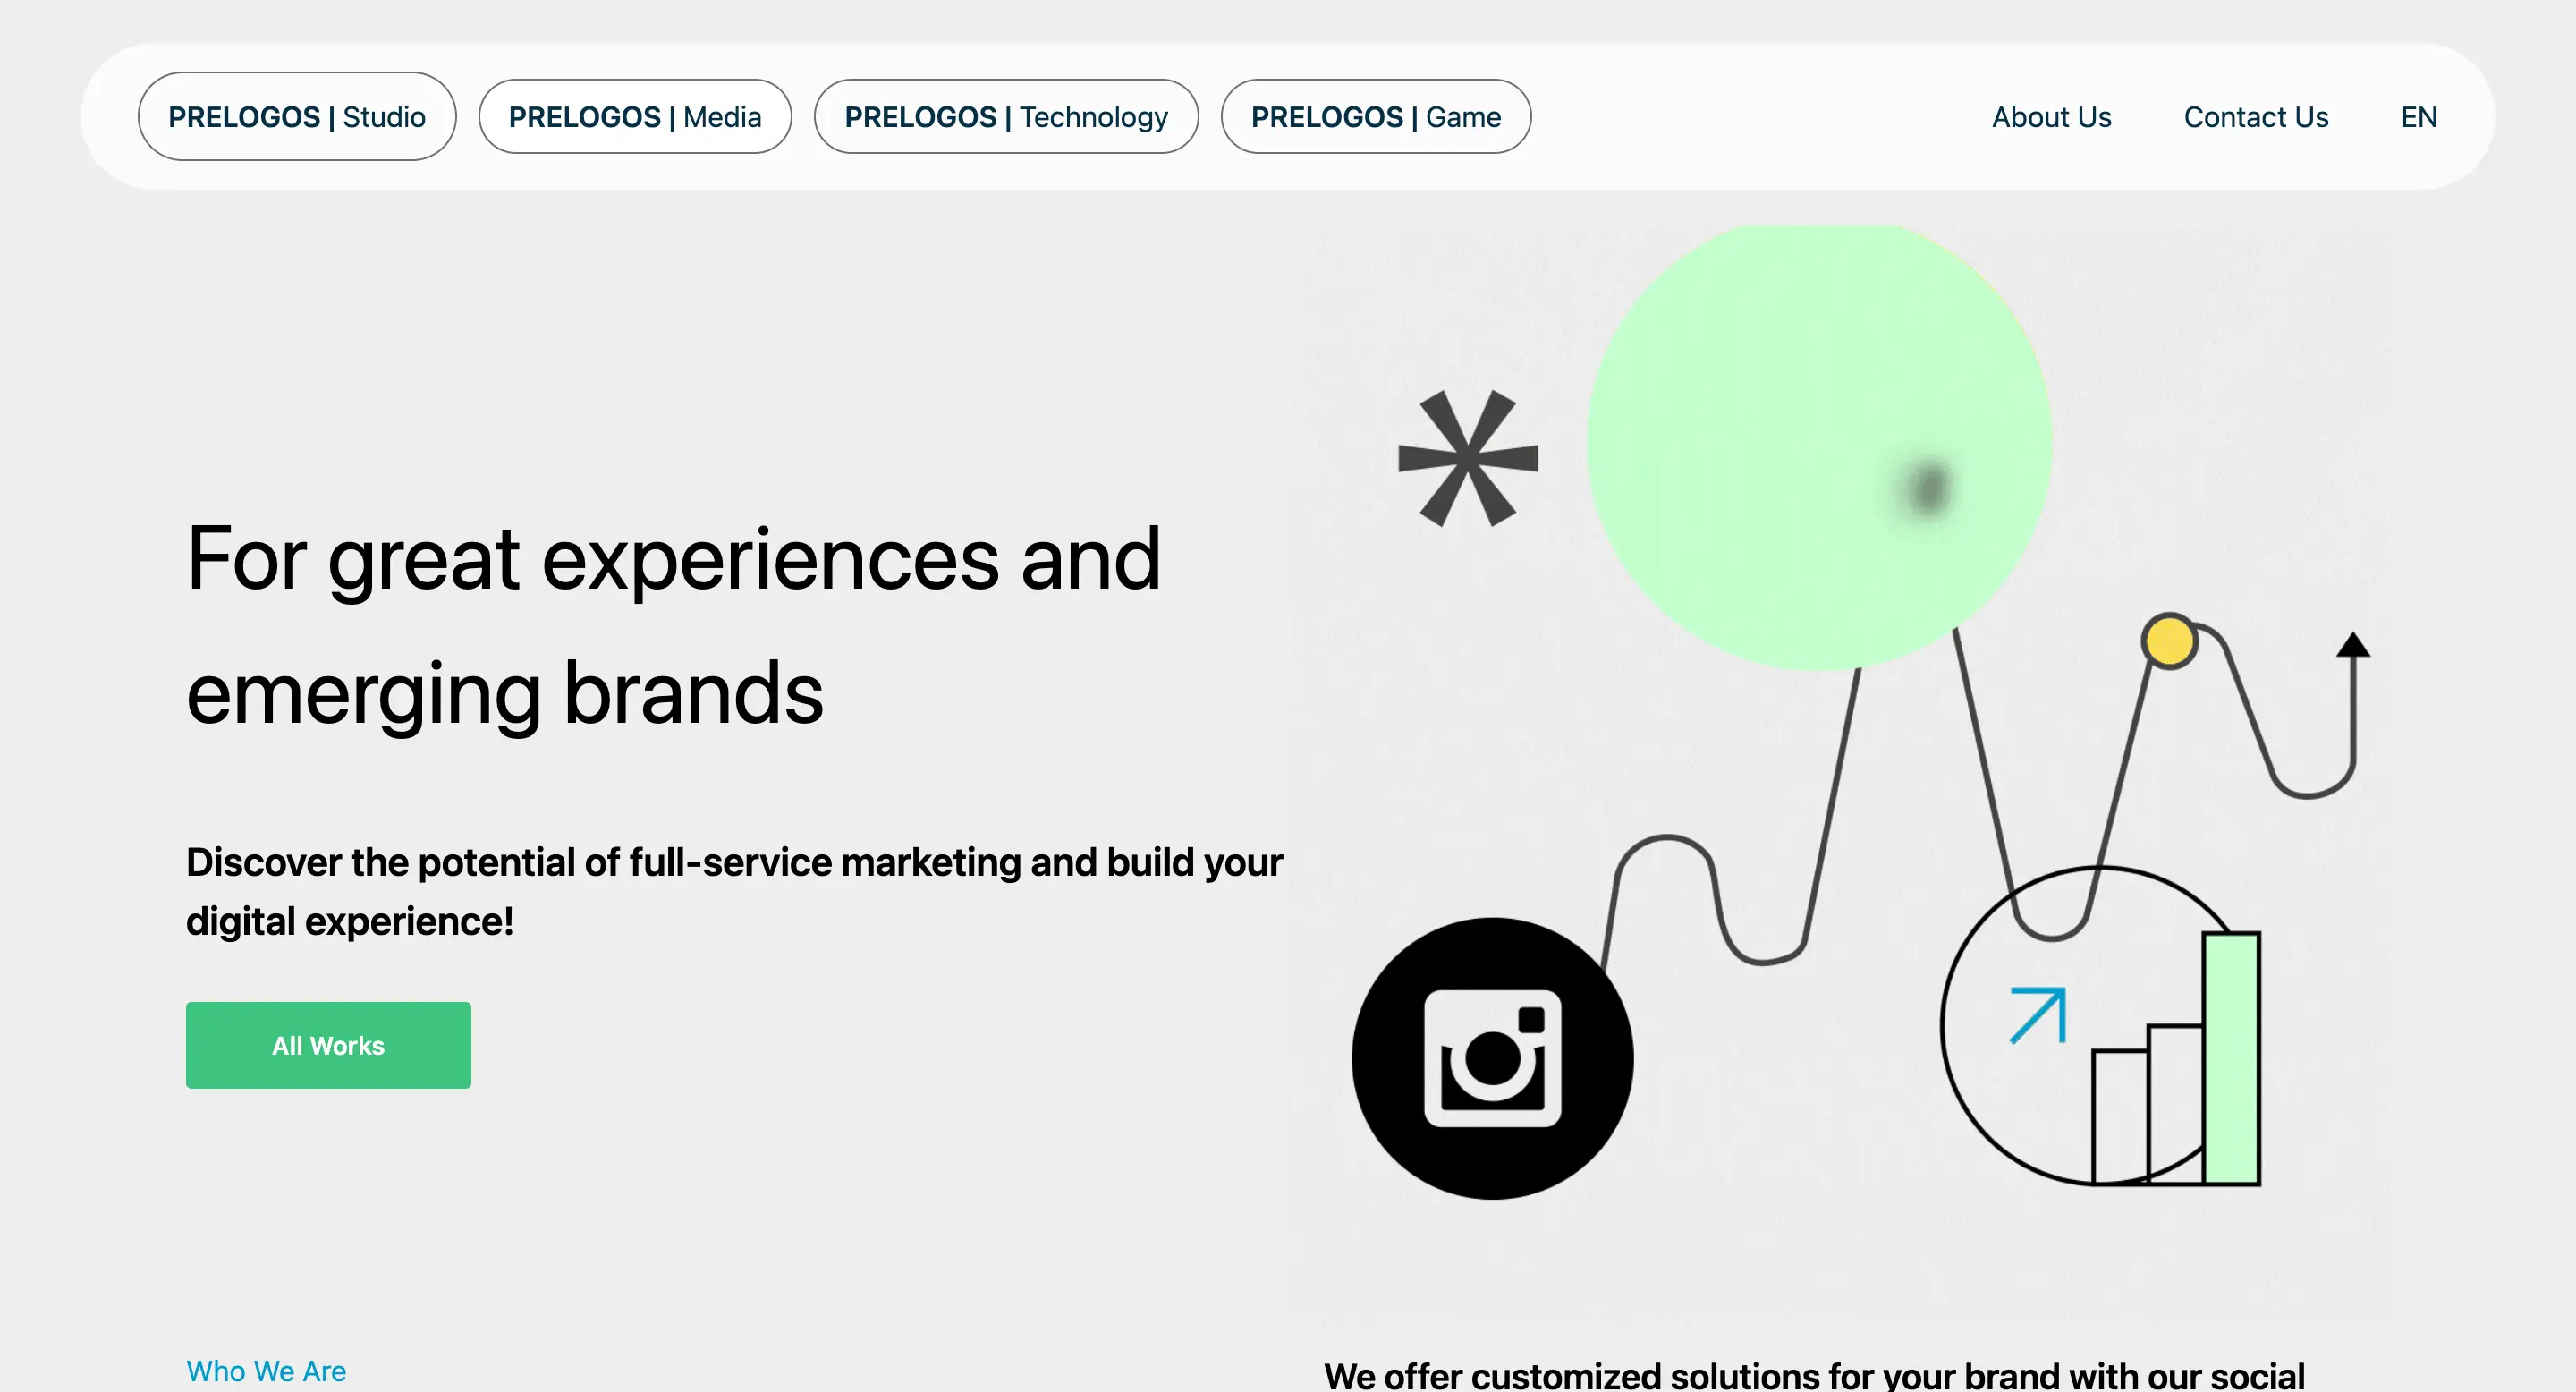 PRELOGOS | Studio
PRELOGOS | Media
PRELOGOS | Technology
PRELOGOS | Game
About Us
Contact Us
EN
For great experiences and
emerging brands
Discover the potential of full-service marketing and build your
digital experience!
All Works
Who We Are
We offer customized solutions for your brand with our social